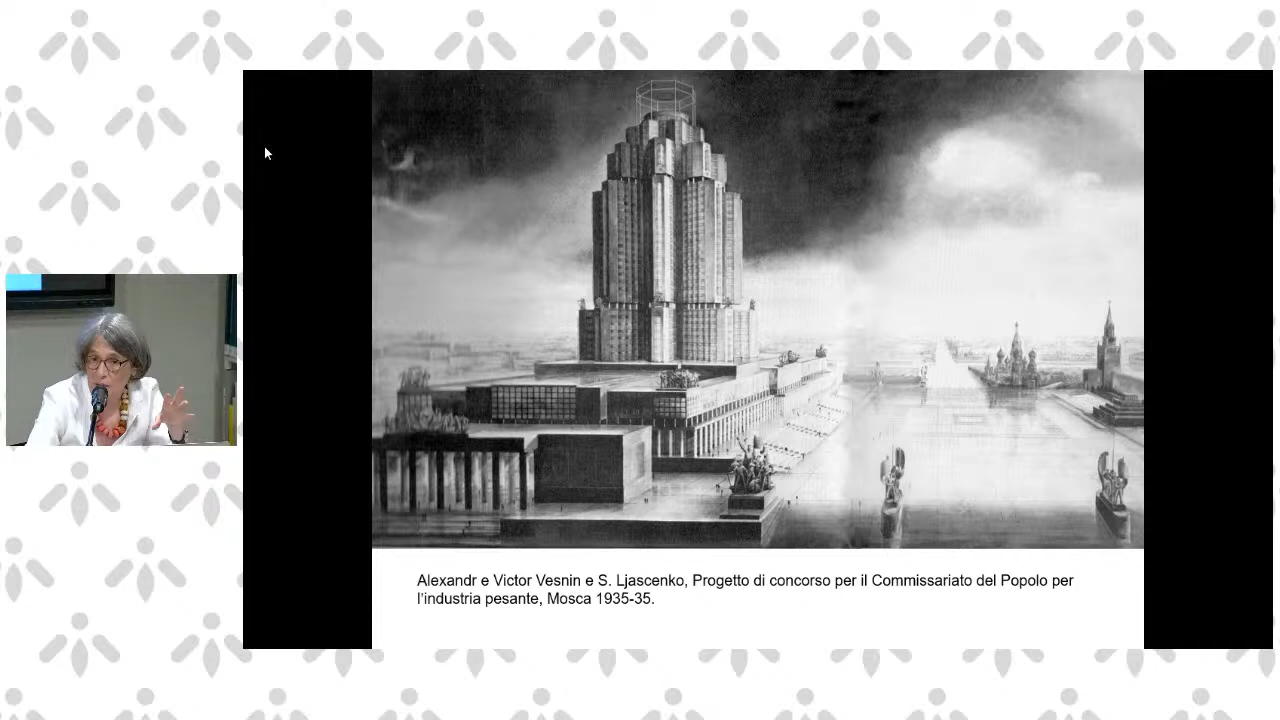 Alexandr e Victor Vesnin e S. Ljascenko, Progetto di concorso per il Commissariato del Popolo per
l'industria pesante, Mosca 1935-35.